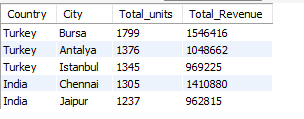 Country City Total_units Total_Revenue
Turkey Bursa 1799 1546416
Turkey Antalya 1376 1048662
Turkey Istanbul 1345 969225
India Chennai 1305 1410880
India Jaipur 1237 962815